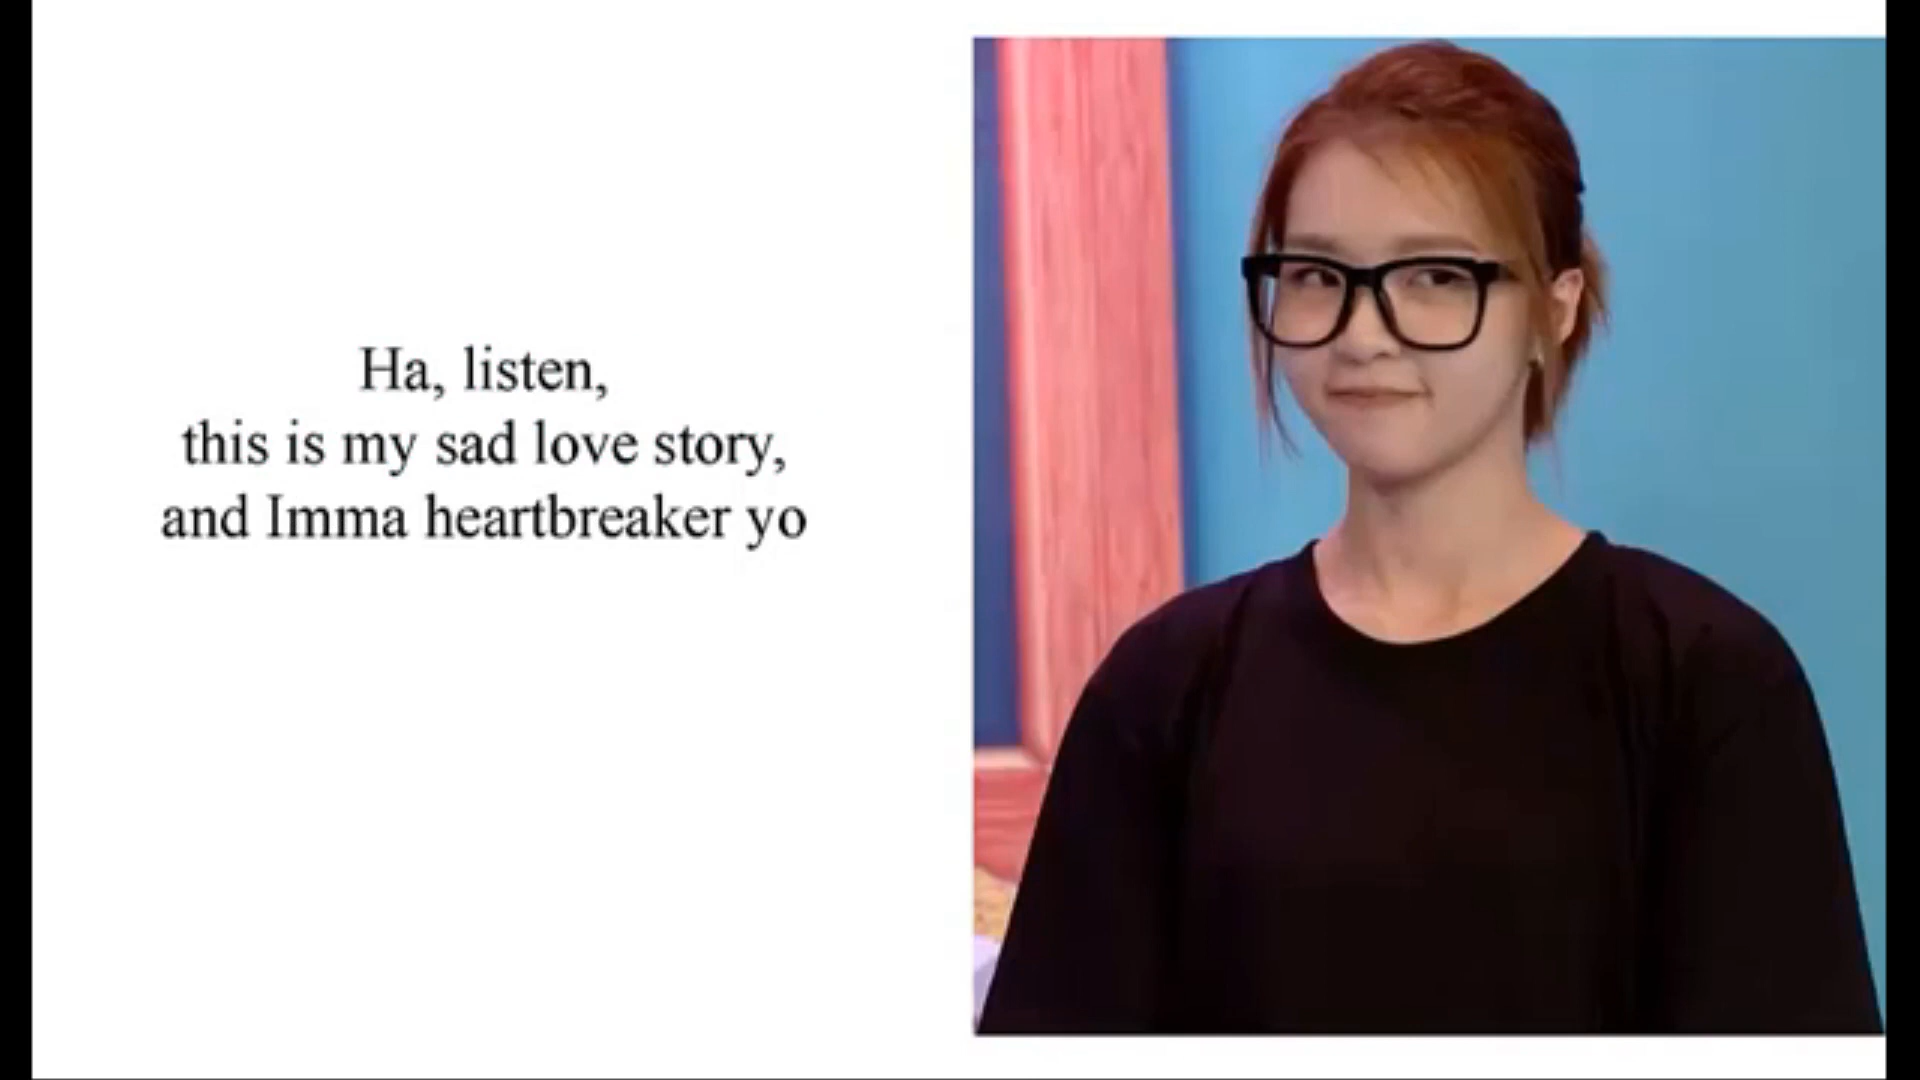 Ha, listen,
this is my sad love story,
and Imma heartbreaker yo